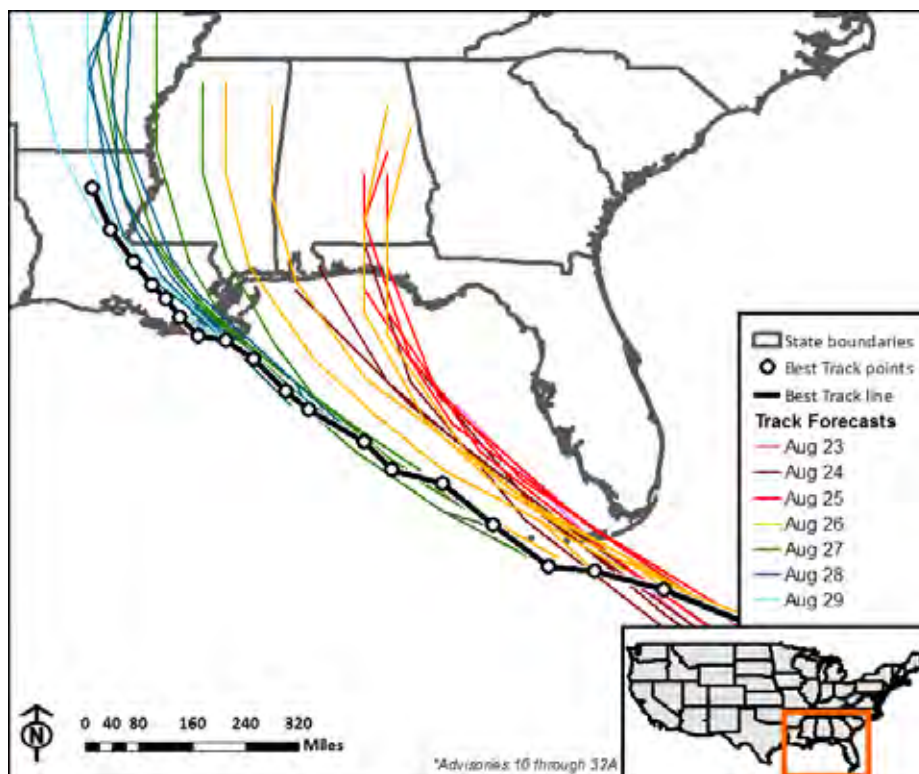 State boundaries
Best Track points
Best Track line
Track Forecasts
Aug 23
Aug 24
Aug 25
Aug 26
Aug 27
Aug 28
Aug 29
N
0 40 80 160 240 320
Miles
*Advisories 10 through 32A